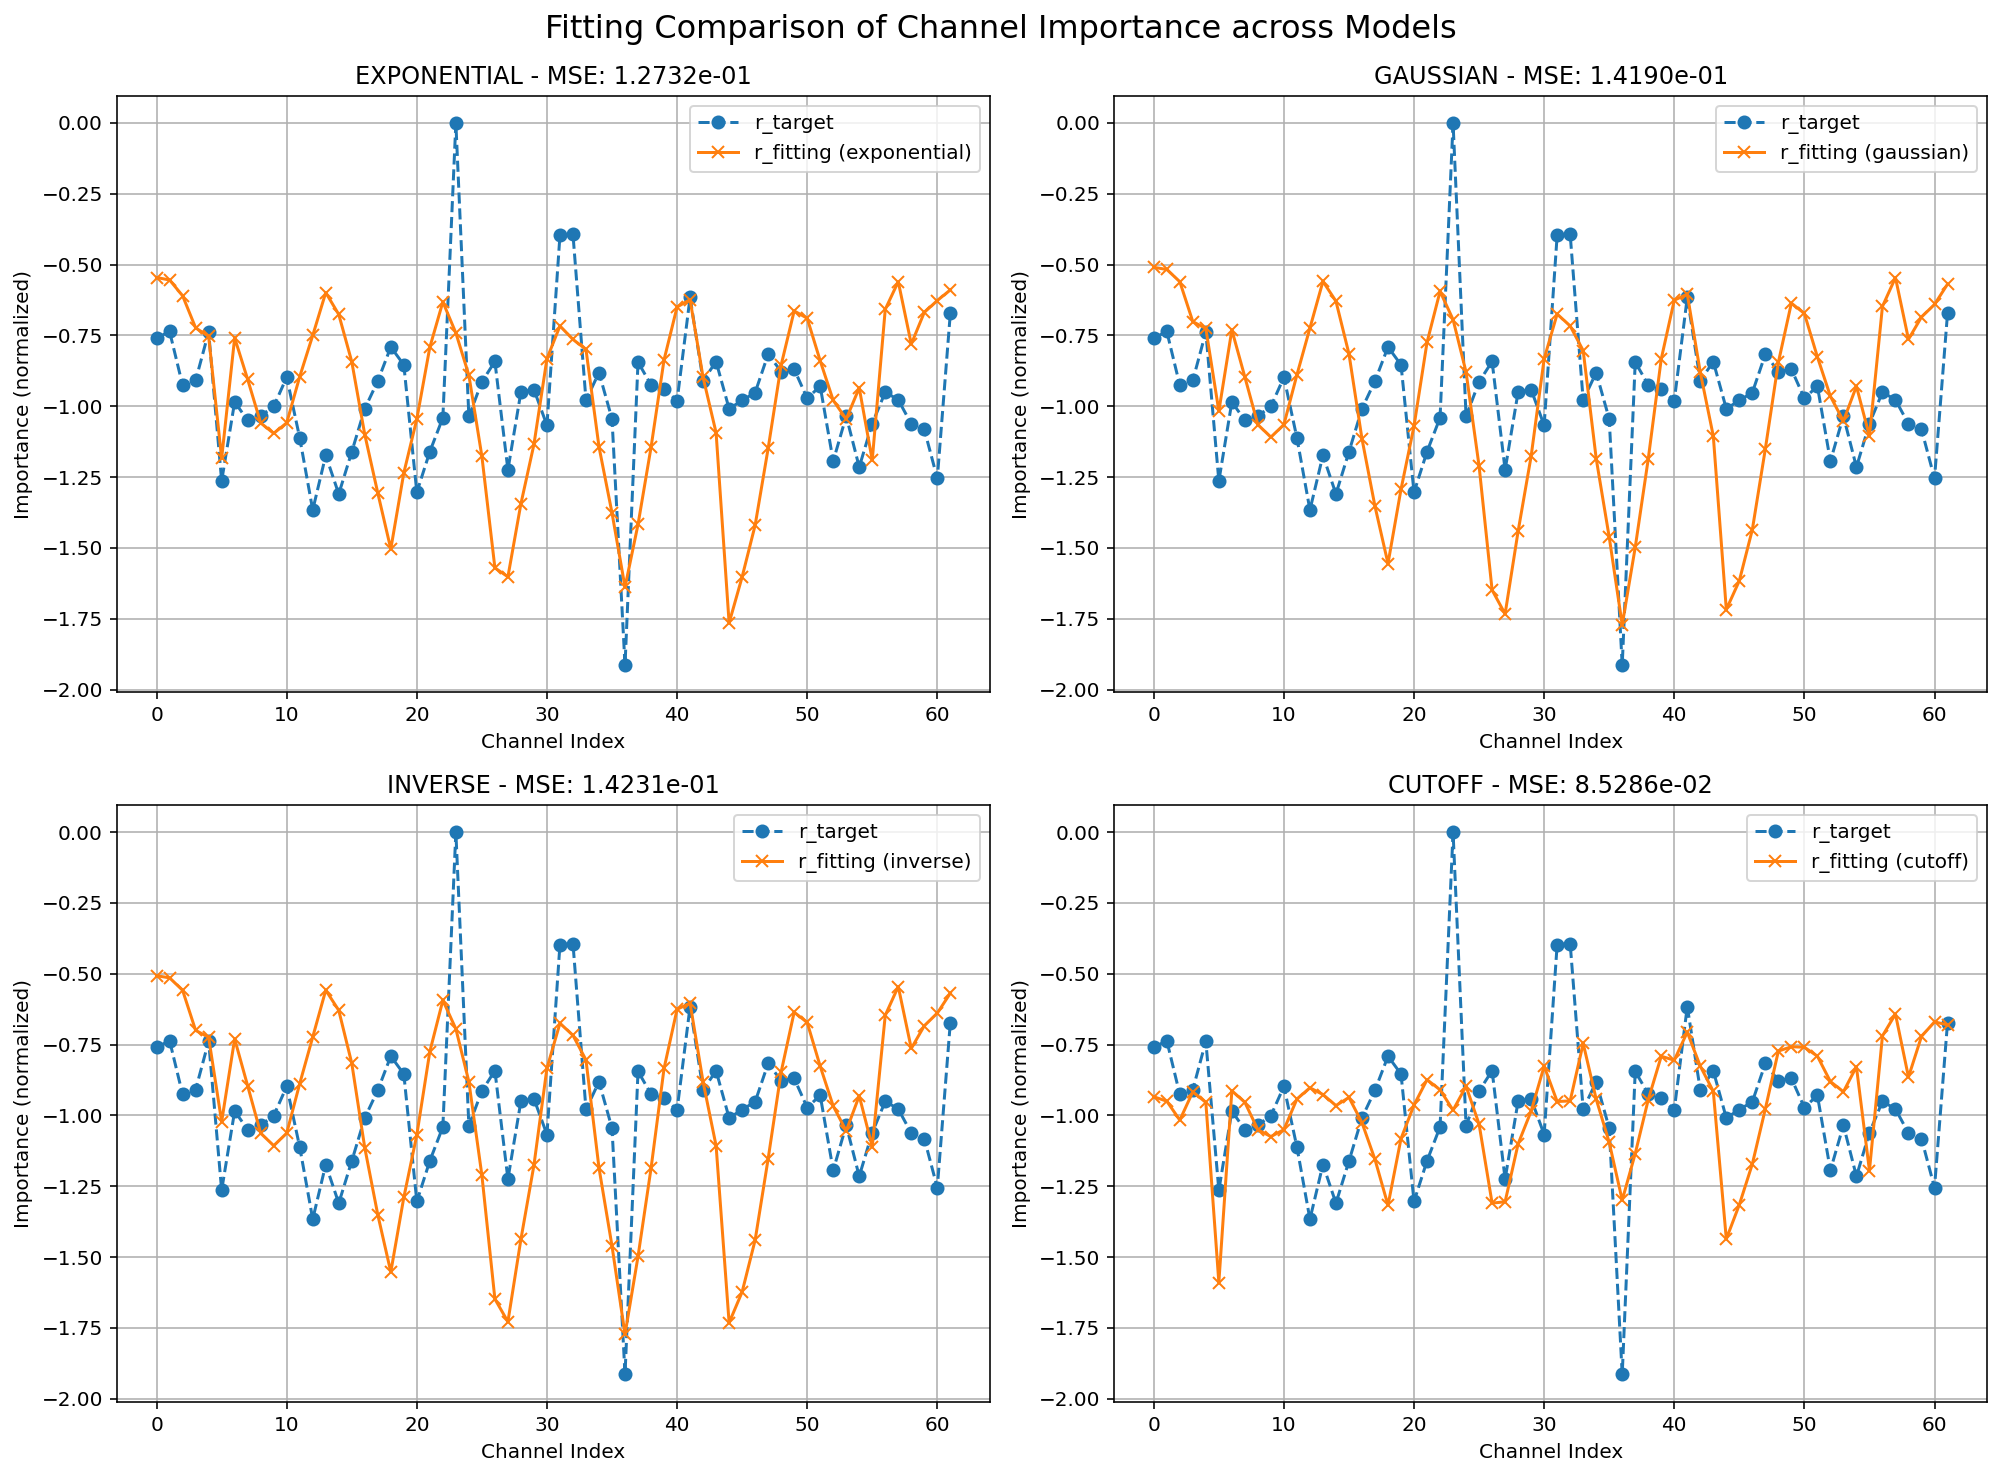 Fitting Comparison of Channel Importance across Models
EXPONENTIAL - MSE: 1.2732e-01
r_target
r_fitting (exponential)
Importance (normalized)
0.00
−0.25
−0.50
−0.75
−1.00
−1.25
−1.50
−1.75
−2.00
0 10 20 30 40 50 60
Channel Index
GAUSSIAN - MSE: 1.4190e-01
r_target
r_fitting (gaussian)
Importance (normalized)
0.00
−0.25
−0.50
−0.75
−1.00
−1.25
−1.50
−1.75
−2.00
0 10 20 30 40 50 60
Channel Index
INVERSE - MSE: 1.4231e-01
r_target
r_fitting (inverse)
Importance (normalized)
0.00
−0.25
−0.50
−0.75
−1.00
−1.25
−1.50
−1.75
−2.00
0 10 20 30 40 50 60
Channel Index
CUTOFF - MSE: 8.5286e-02
r_target
r_fitting (cutoff)
Importance (normalized)
0.00
−0.25
−0.50
−0.75
−1.00
−1.25
−1.50
−1.75
−2.00
0 10 20 30 40 50 60
Channel Index